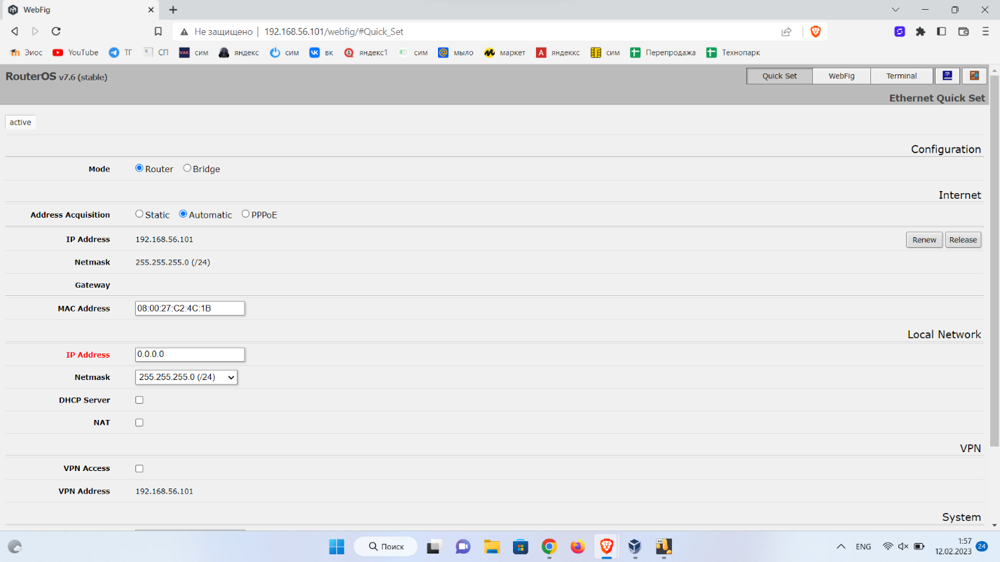 WebFig
Не защищено 192.168.56.101/webfig/#Quick_Set
Эиос YouTube ТГ СП VAK сим яндекс сим вк яндекс1 сим мыло маркет яндеккс сим Перепродажа Технопарк
RouterOS v7.6 (stable) Quick Set WebFig Terminal
Ethernet Quick Set
active
Configuration
Mode Router Bridge
Internet
Address Acquisition Static Automatic PPPoE
IP Address 192.168.56.101 Renew Release
Netmask 255.255.255.0 (/24)
Gateway
MAC Address 08:00:27:C2:4C:1B
Local Network
IP Address 0.0.0.0
Netmask 255.255.255.0 (/24)
DHCP Server
NAT
VPN
VPN Access
VPN Address 192.168.56.101
System
Поиск ENG 1:57
12.02.2023 24